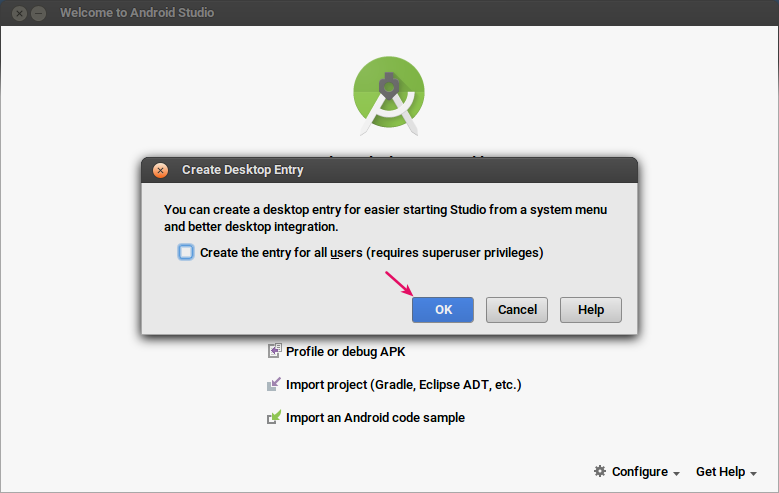 Welcome to Android Studio
Create Desktop Entry
You can create a desktop entry for easier starting Studio from a system menu
and better desktop integration.
Create the entry for all users (requires superuser privileges)
OK
Cancel
Help
Profile or debug APK
Import project (Gradle, Eclipse ADT, etc.)
Import an Android code sample
Configure
Get Help